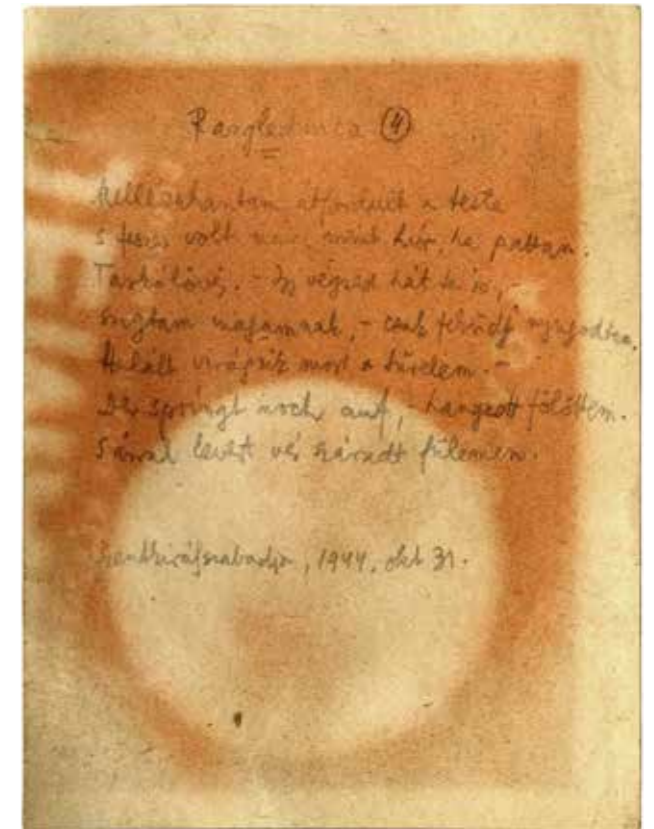 Razglednica (4)
Mellézuhantam átfordult a teste
s feszes volt már, mint húr, ha pattan.
Tarkólövés. - Így végzed hát te is, -
súgtam magamnak, - csak feküdj nyugodtan.
Halált virágzik most a türelem. -
Der springt noch auf, - hangzott fölöttem.
Sárral kevert vér száradt fülemen.
Szentkirályszabadja, 1944. okt 31.